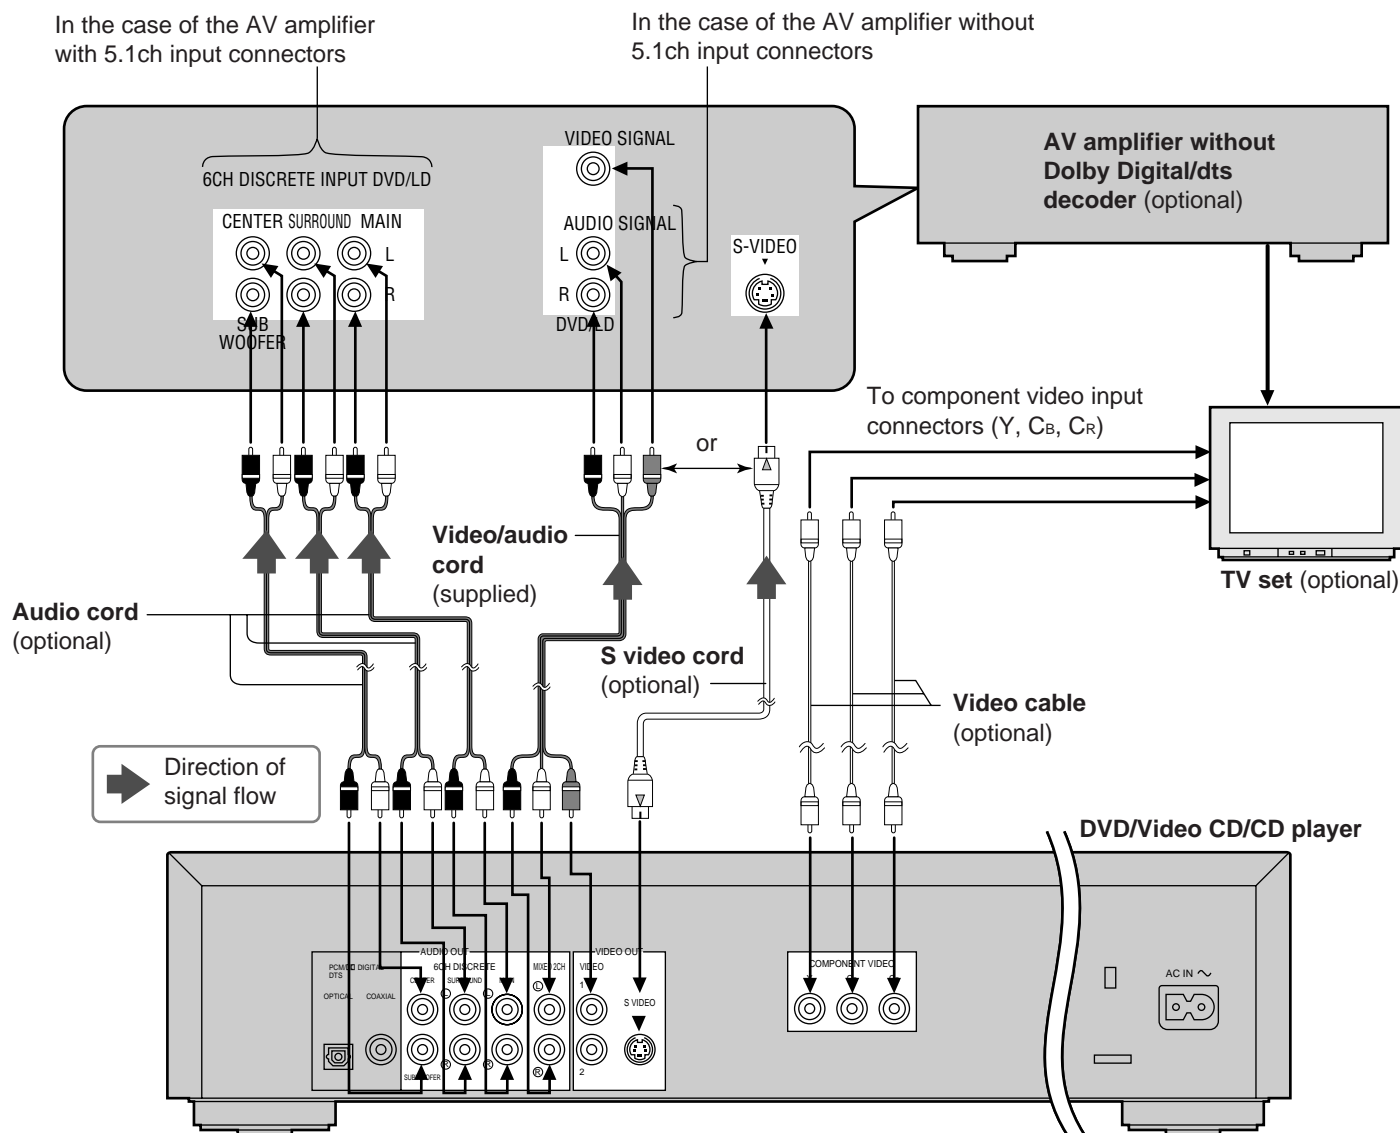 In the case of the AV amplifier
with 5.1ch input connectors
In the case of the AV amplifier without
5.1ch input connectors
VIDEO SIGNAL
6CH DISCRETE INPUT DVD/LD
CENTER SURROUND MAIN
L
R
SUB
WOOFER
AUDIO SIGNAL
L
R
DVD/LD
S-VIDEO
AV amplifier without
Dolby Digital/dts
decoder (optional)
To component video input
connectors (Y, CB, CR)
or
TV set (optional)
Video/audio
cord
(supplied)
Audio cord
(optional)
S video cord
(optional)
Video cable
(optional)
Direction of
signal flow
DVD/Video CD/CD player
AUDIO OUT
VIDEO OUT
PCM/ DIGITAL
DTS
6CH DISCRETE
MIXED 2CH
VIDEO
COMPONENT VIDEO
CENTER
SURROUND
MAIN
OPTICAL
COAXIAL
L
L
L
1
S VIDEO
AC IN
R
R
R
2
SUBWOOFER